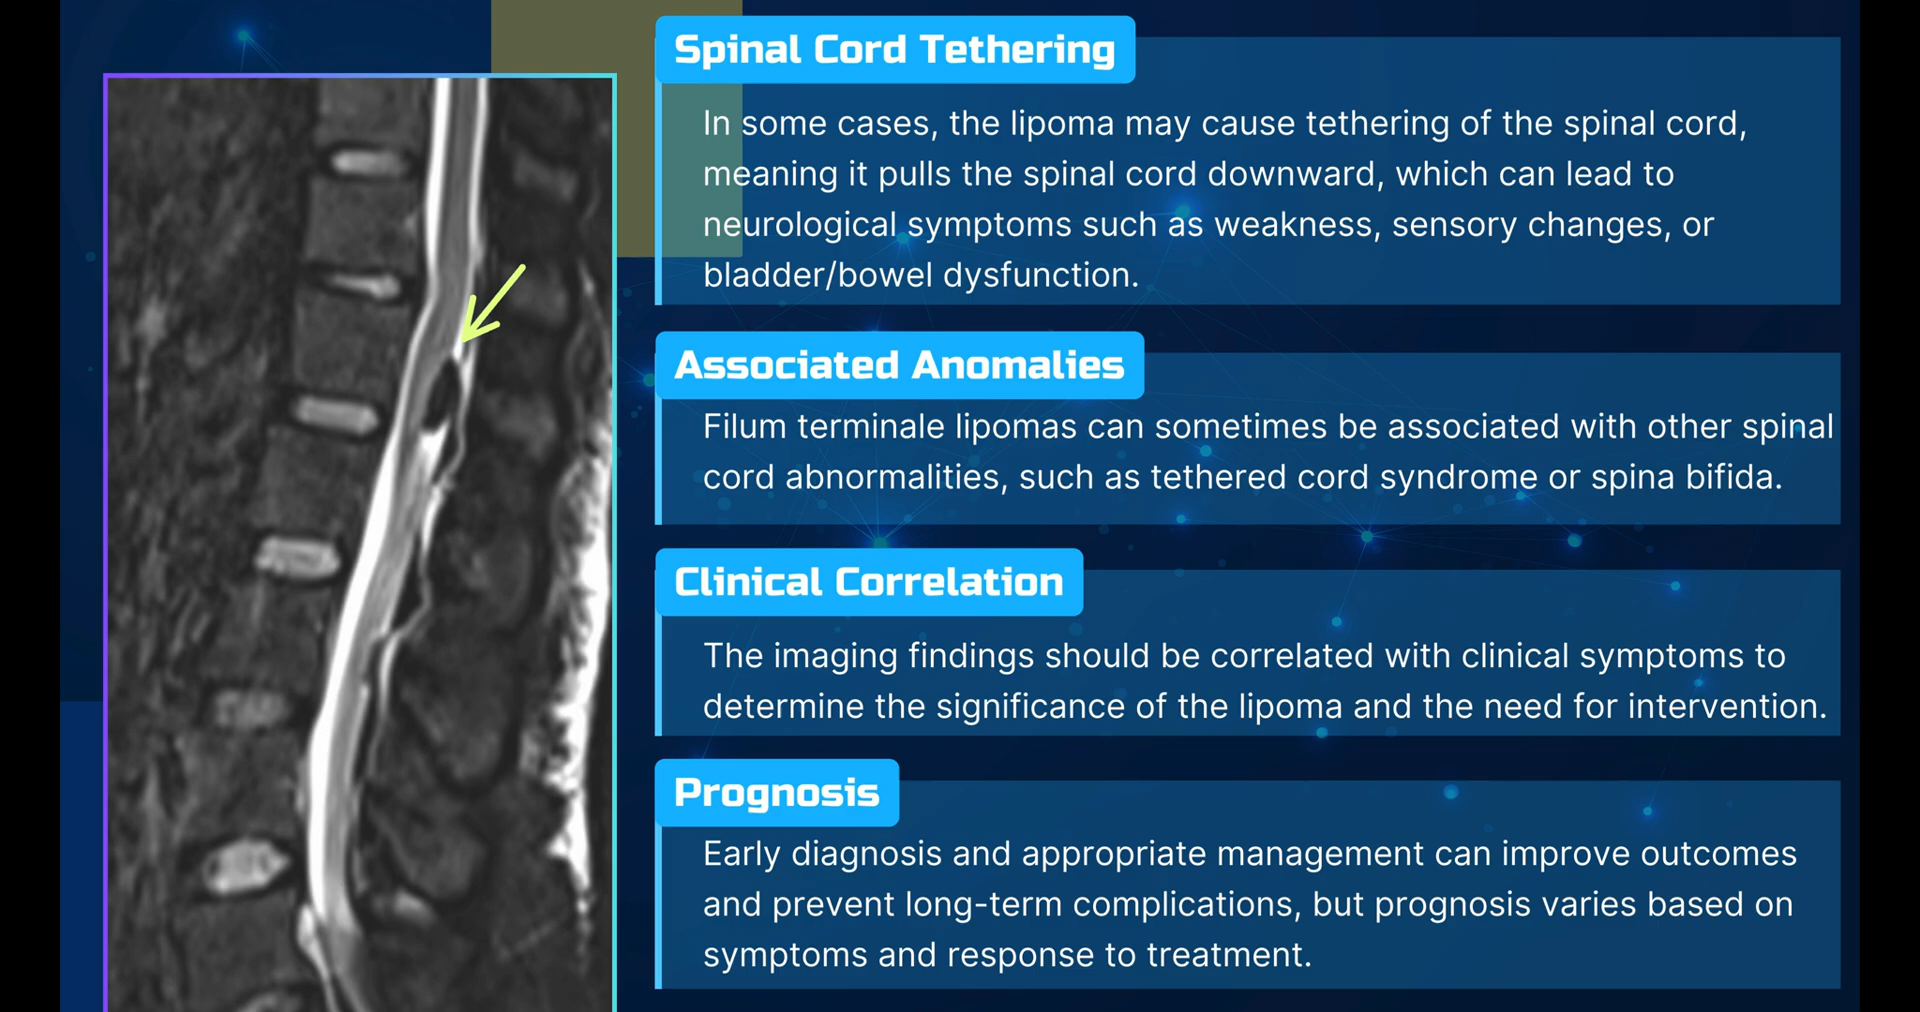 Spinal Cord Tethering
In some cases, the lipoma may cause tethering of the spinal cord,
meaning it pulls the spinal cord downward, which can lead to
neurological symptoms such as weakness, sensory changes, or
bladder/bowel dysfunction.
Associated Anomalies
Filum terminale lipomas can sometimes be associated with other spinal
cord abnormalities, such as tethered cord syndrome or spina bifida.
Clinical Correlation
The imaging findings should be correlated with clinical symptoms to
determine the significance of the lipoma and the need for intervention.
Prognosis
Early diagnosis and appropriate management can improve outcomes
and prevent long-term complications, but prognosis varies based on
symptoms and response to treatment.